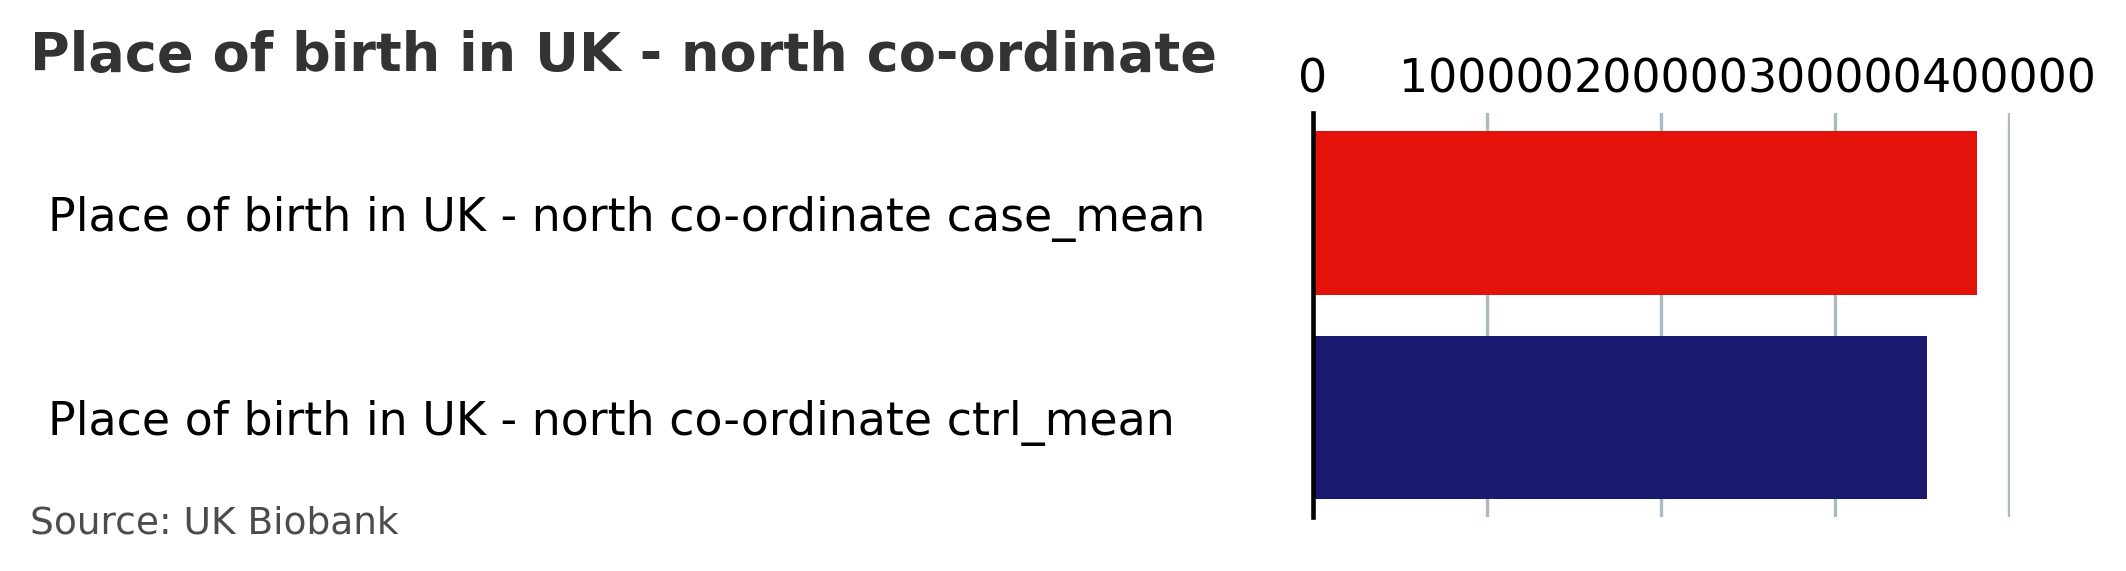 Place of birth in UK - north co-ordinate
0 100000 200000 300000 400000
Place of birth in UK - north co-ordinate case_mean
Place of birth in UK - north co-ordinate ctrl_mean
Source: UK Biobank